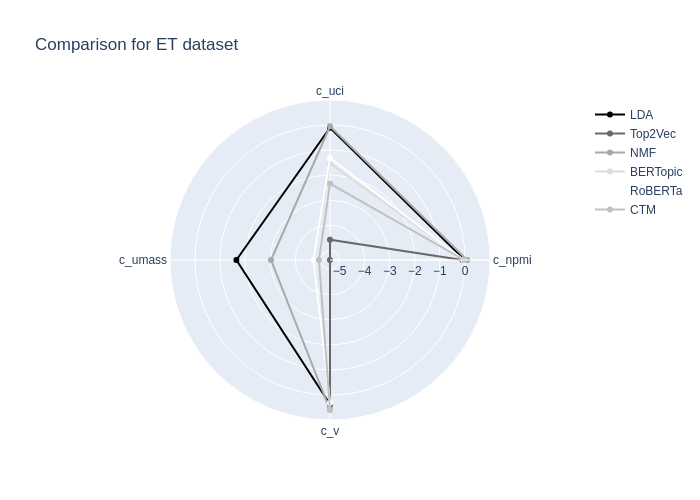 Comparison for ET dataset
c_uci
LDA
Top2Vec
NMF
BERTopic
RoBERTa
CTM
c_umass
c_npmi
−5 −4 −3 −2 −1 0
c_v